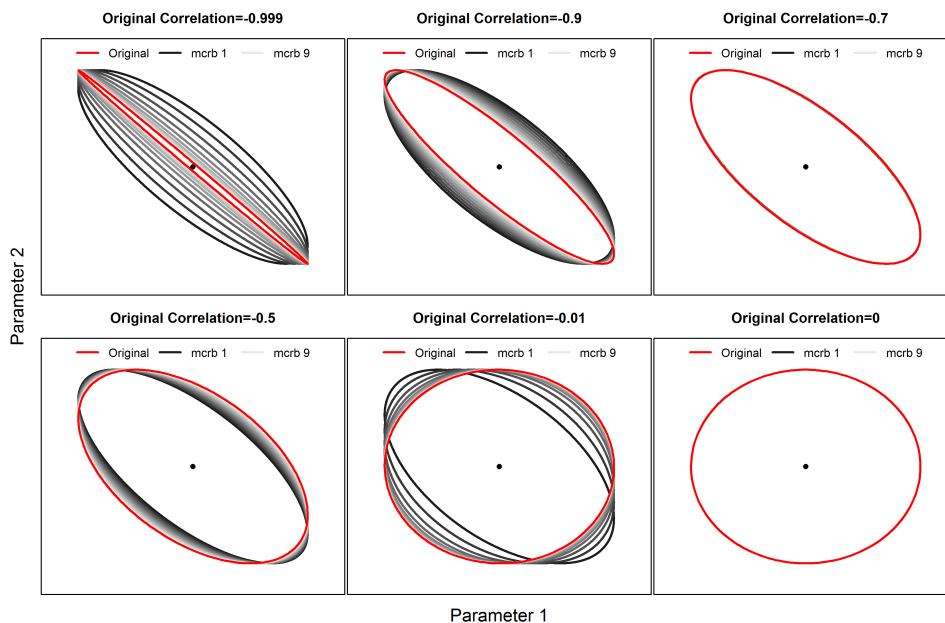 Original Correlation=-0.999
Original mcrb 1 mcrb 9
Original Correlation=-0.9
Original mcrb 1 mcrb 9
Original Correlation=-0.7
Original mcrb 1 mcrb 9
Original Correlation=-0.5
Original mcrb 1 mcrb 9
Original Correlation=-0.01
Original mcrb 1 mcrb 9
Original Correlation=0
Original mcrb 1 mcrb 9
Parameter 2
Parameter 1